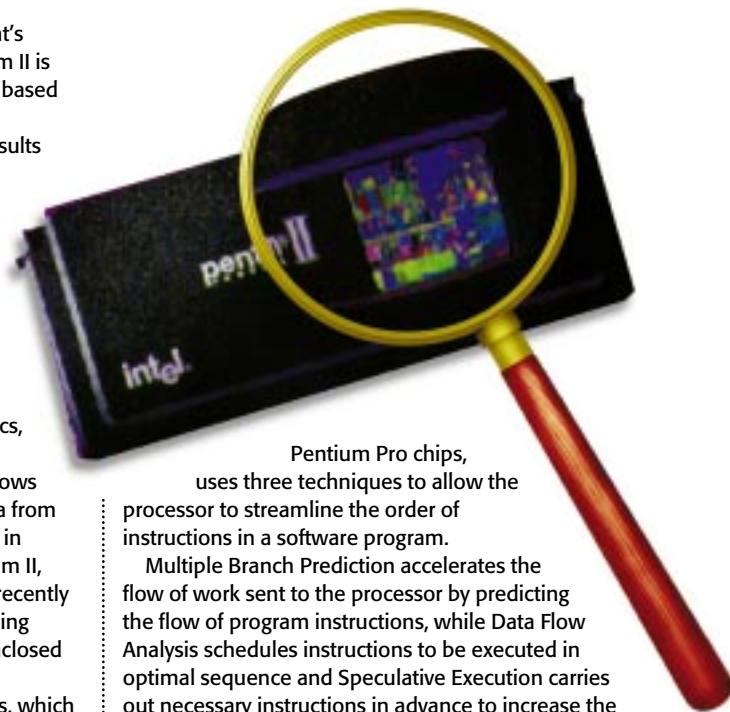 t's
m II is
based
sults
pentium II
intel.
cs,
ows
a from
in
m II,
recently
ing
closed
s, which
Pentium Pro chips,
uses three techniques to allow the
processor to streamline the order of
instructions in a software program.
Multiple Branch Prediction accelerates the
flow of work sent to the processor by predicting
the flow of program instructions, while Data Flow
Analysis schedules instructions to be executed in
optimal sequence and Speculative Execution carries
out necessary instructions in advance to increase the